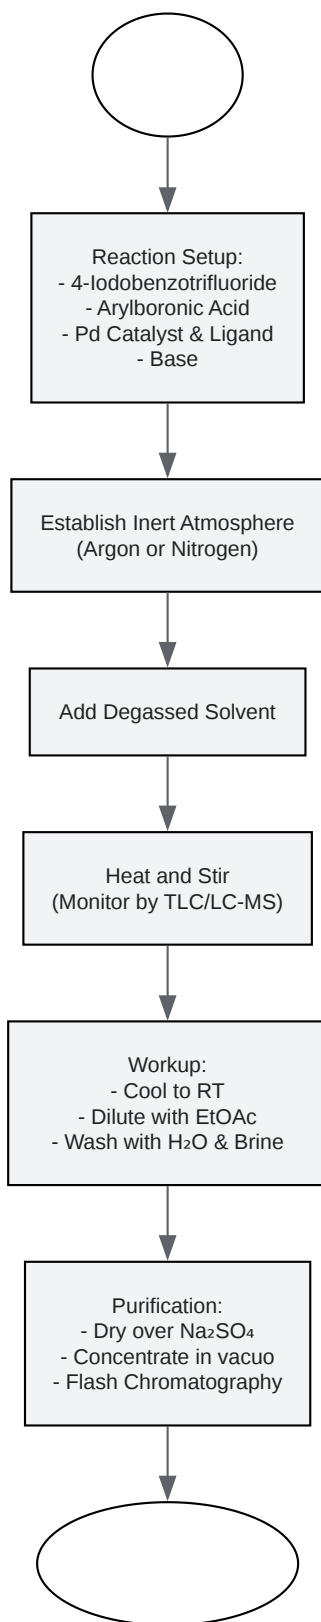 Reaction Setup:
- 4-Iodobenzotrifluoride
- Arylboronic Acid
- Pd Catalyst & Ligand
- Base
Establish Inert Atmosphere
(Argon or Nitrogen)
Add Degassed Solvent
Heat and Stir
(Monitor by TLC/LC-MS)
Workup:
- Cool to RT
- Dilute with EtOAc
- Wash with H₂O & Brine
Purification:
- Dry over Na₂SO₄
- Concentrate in vacuo
- Flash Chromatography